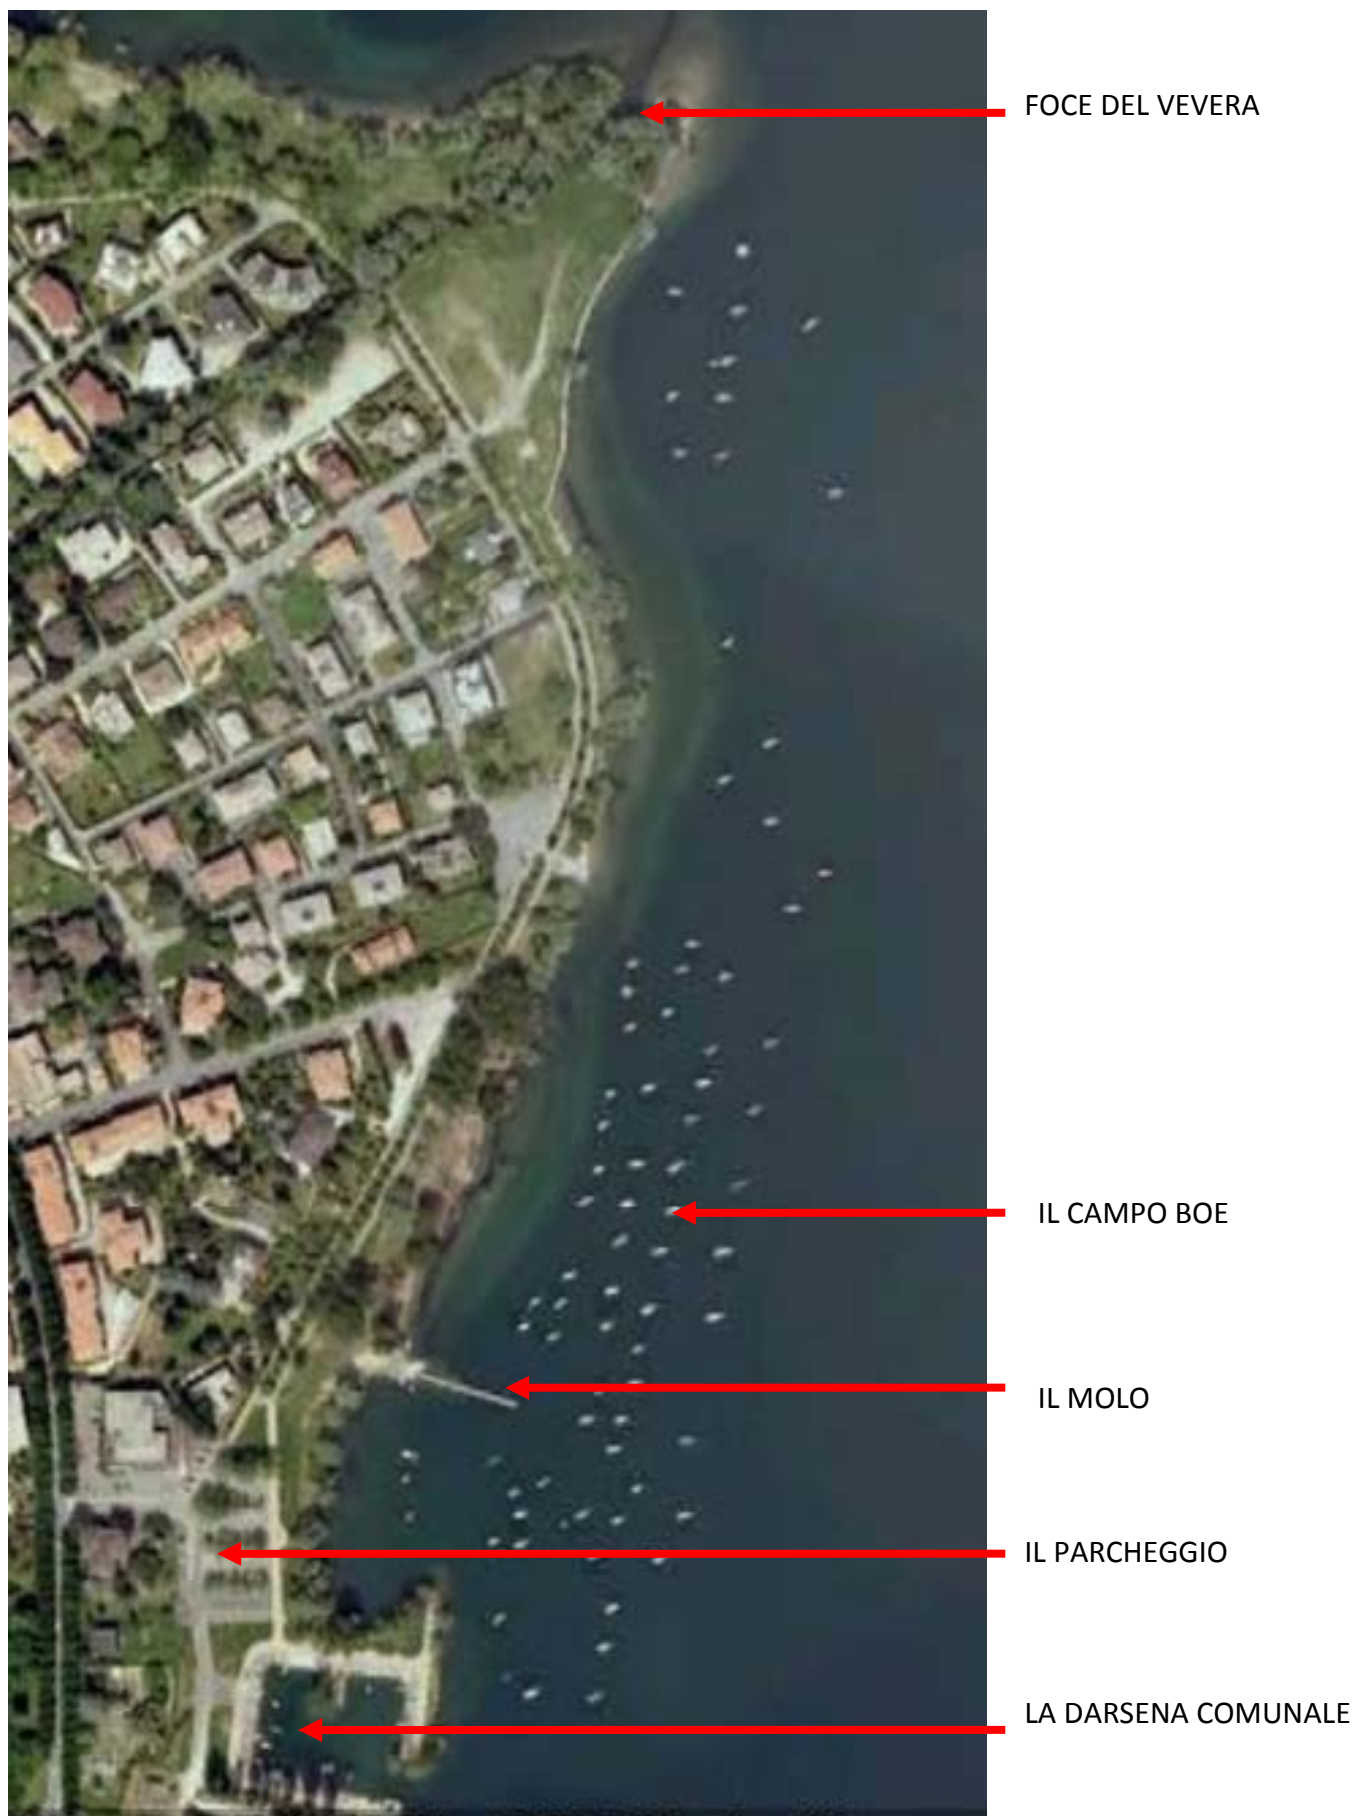 FOCE DEL VEVERA
IL CAMPO BOE
IL MOLO
IL PARCHEGGIO
LA DARSENA COMUNALE